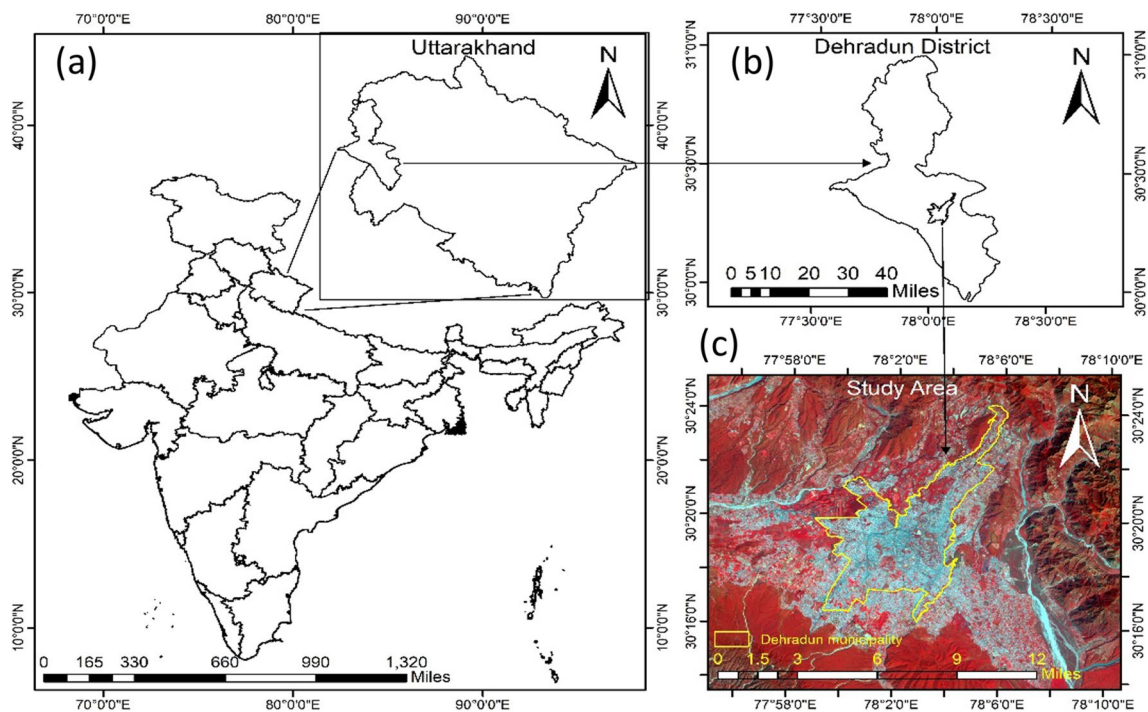 70°0'0"E 80°0'0"E 90°0'0"E
(a)
Uttarakhand
N
40°0'0"N
30°0'0"N
20°0'0"N
10°0'0"N
40°0'0"N
30°0'0"N
20°0'0"N
10°0'0"N
0 165 330 660 990 1,320
Miles
70°0'0"E 80°0'0"E 90°0'0"E
77°30'0"E 78°0'0"E 78°30'0"E
(b)
Dehradun District
N
31°0'0"N
30°30'0"N
30°0'0"N
31°0'0"N
30°30'0"N
30°0'0"N
0 5 10 20 30 40
Miles
77°30'0"E 78°0'0"E 78°30'0"E
(c)
77°58'0"E 78°2'0"E 78°6'0"E 78°10'0"E
Study Area
N
30°24'0"N
30°20'0"N
30°16'0"N
30°24'0"N
30°20'0"N
30°16'0"N
Dehradun municipality
0 1.5 3 6 9 12
Miles
77°58'0"E 78°2'0"E 78°6'0"E 78°10'0"E